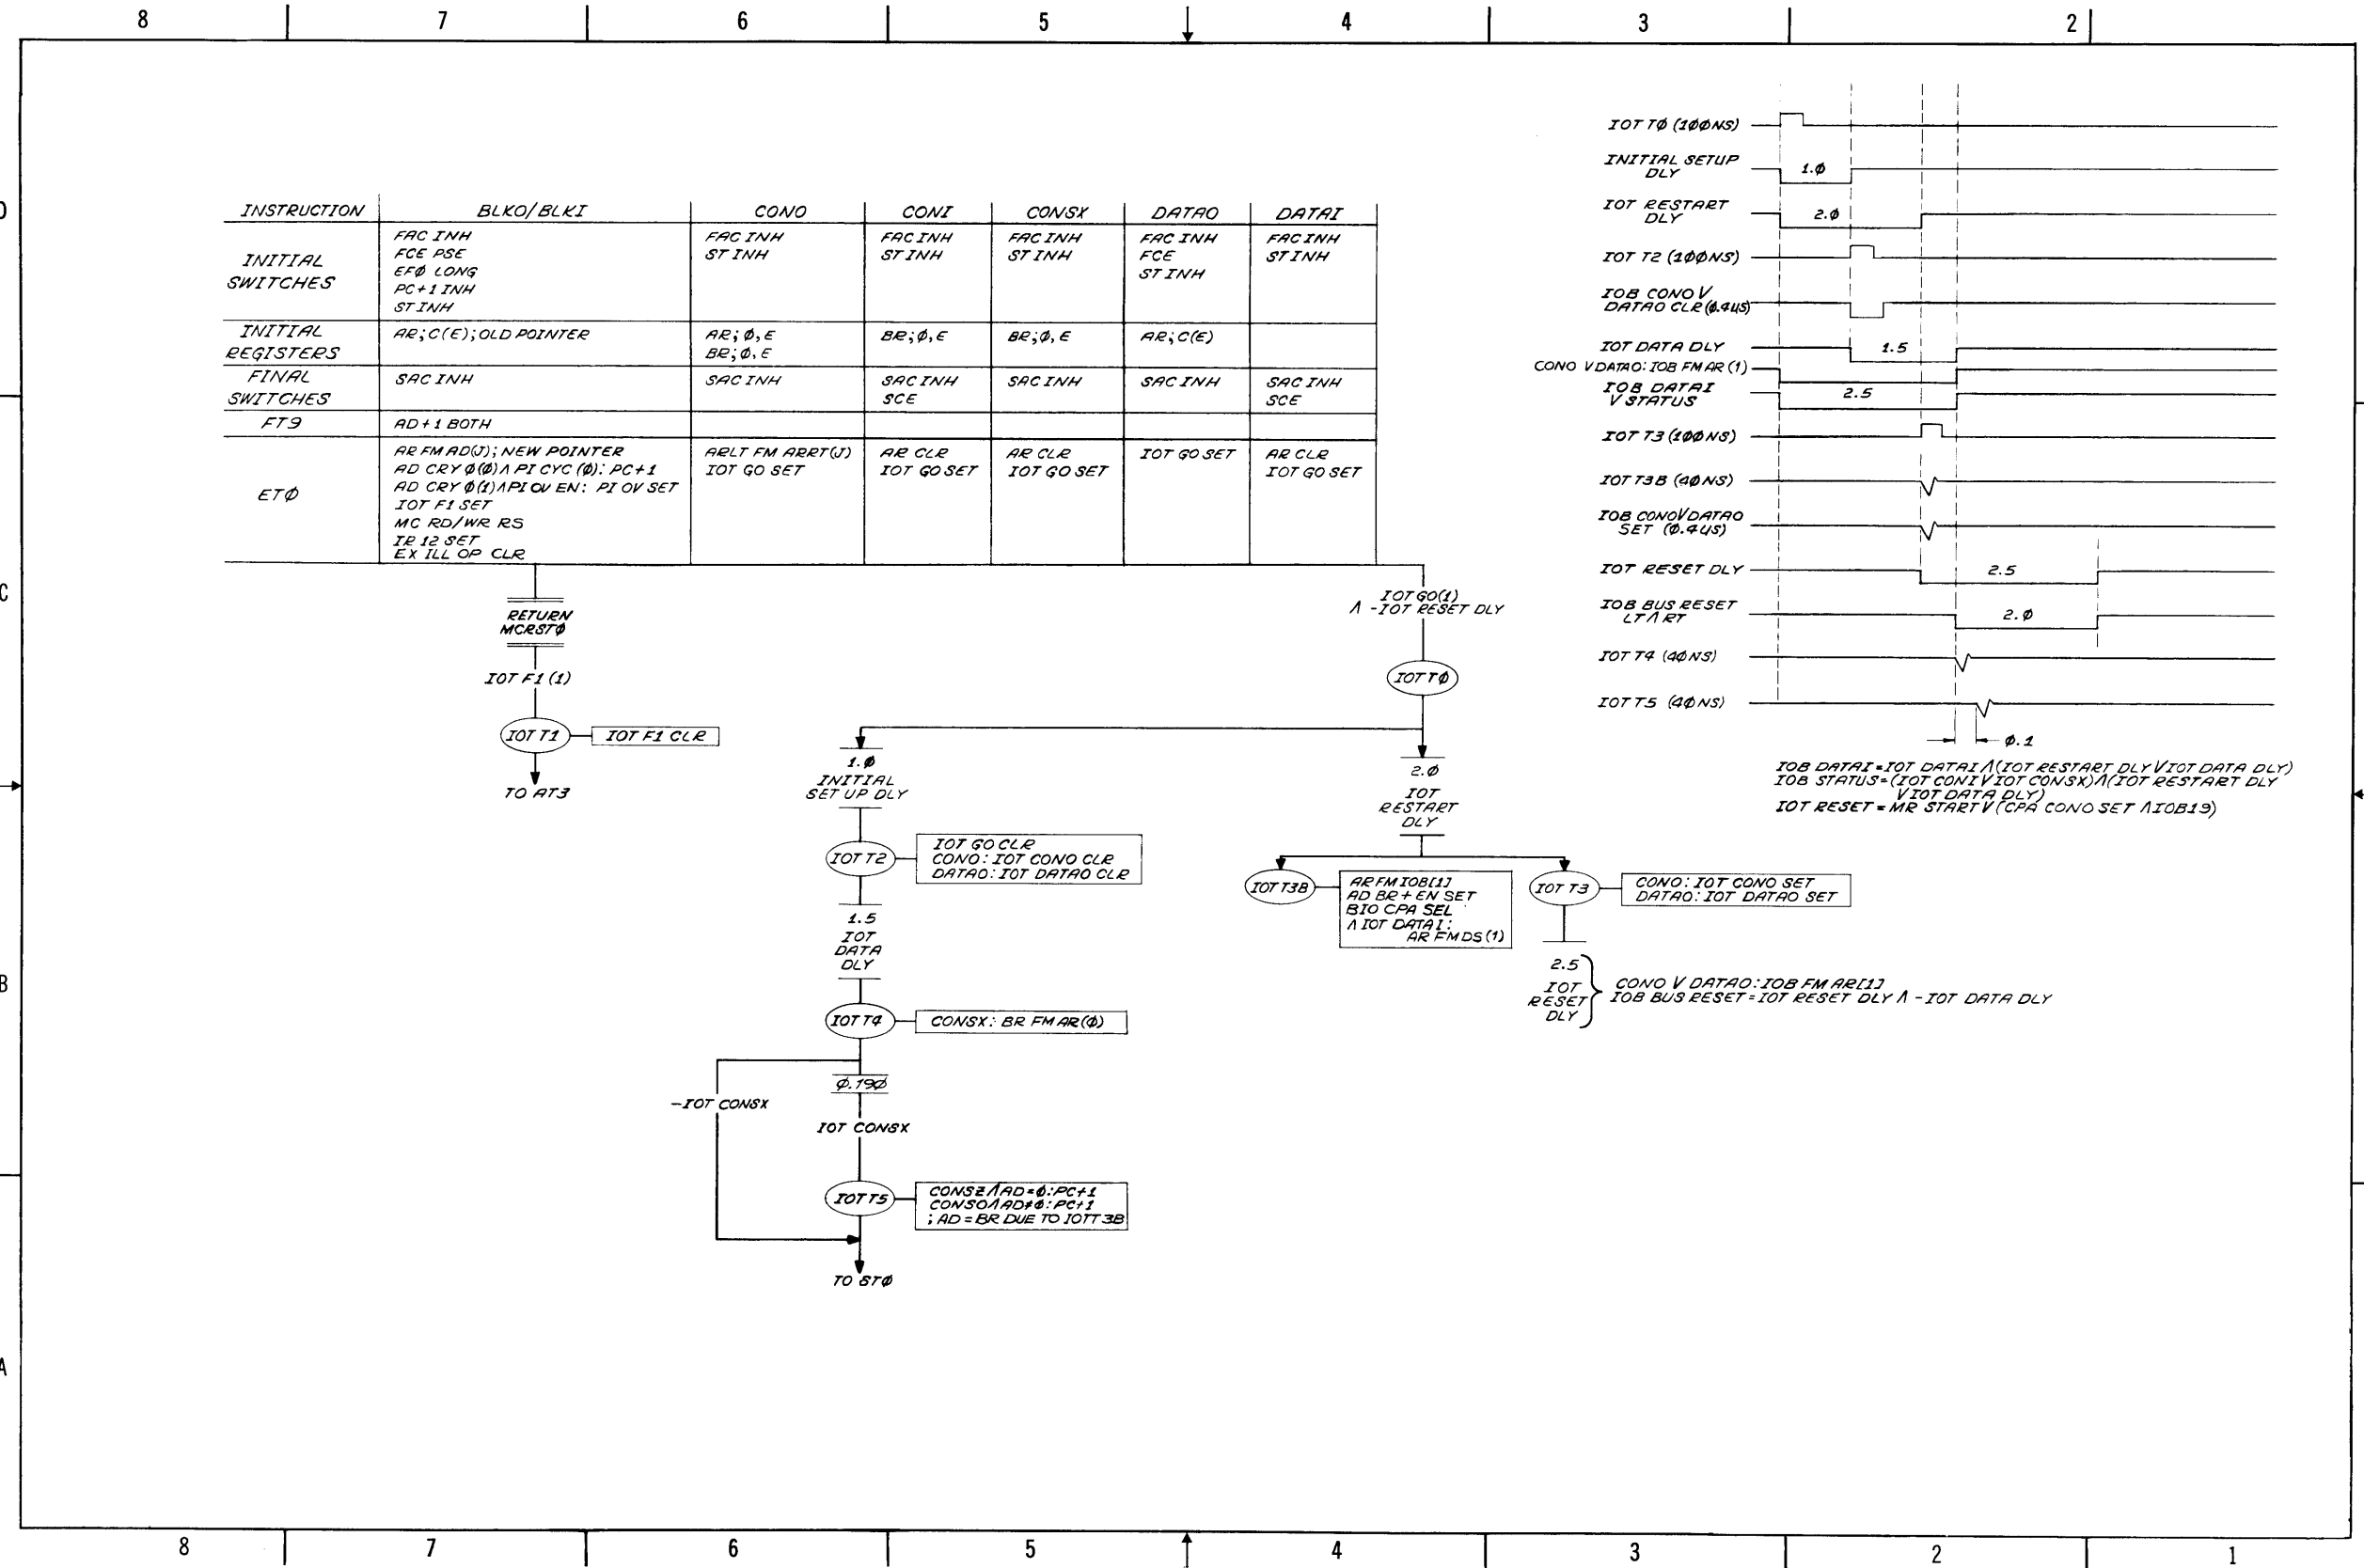 8 7 6 5 4 3 2
D
C
B
A
INSTRUCTION BLKO/BLKI CONO CONI CONSX DATAO DATAI
INITIAL
SWITCHES
FAC INH
FCE PSE
EFØ LONG
PC+1 INH
ST INH
FAC INH
ST INH
FAC INH
ST INH
FAC INH
ST INH
FAC INH
FCE
ST INH
FAC INH
ST INH
INITIAL
REGISTERS
AR; C(E); OLD POINTER
AR; Ø, E
BR; Ø, E
BR; Ø, E
BR; Ø, E
AR; C(E)
FINAL
SWITCHES
SAC INH
SAC INH
SAC INH
SCE
SAC INH
SAC INH
SAC INH
SCE
FT9
AD+1 BOTH
ETØ
AR FM AD(J); NEW POINTER
AD CRY Ø(Ø) Λ PI CYC (Ø): PC+1
AD CRY Ø(1) Λ PI OV EN: PI OV SET
IOT F1 SET
MC RD/WR RS
IR 12 SET
EX ILL OP CLR
ARLT FM ARRT(J)
IOT GO SET
AR CLR
IOT GO SET
AR CLR
IOT GO SET
IOT GO SET
AR CLR
IOT GO SET
RETURN
MCRSTØ
IOT F1 (1)
IOT T1
IOT F1 CLR
TO AT3
IOT GO(1)
Λ -IOT RESET DLY
IOT TØ
1.Ø
INITIAL
SET UP DLY
IOT T2
IOT GO CLR
CONO: IOT CONO CLR
DATAO: IOT DATAO CLR
1.5
IOT
DATA
DLY
IOT T4
CONSX: BR FM AR(Ø)
-IOT CONSX
Ø.19Ø
IOT CONSX
IOT T5
CONSZ Λ AD=Ø: PC+1
CONSO Λ AD≠Ø: PC+1
; AD = BR DUE TO IOTT3B
TO STØ
2.Ø
IOT
RESTART
DLY
IOT T3B
AR FM IOB[1]
AD BR+ EN SET
BIO CPA SEL
Λ IOT DATAI:
AR FM DS(1)
IOT T3
CONO: IOT CONO SET
DATAO: IOT DATAO SET
2.5
IOT
RESET
DLY
CONO V DATAO: IOB FM AR[1]
IOB BUS RESET = IOT RESET DLY Λ -IOT DATA DLY
IOT TØ (1ØØNS)
INITIAL SETUP
DLY
1.Ø
IOT RESTART
DLY
2.Ø
IOT T2 (1ØØNS)
IOB CONO V
DATAO CLR (Ø.4US)
IOT DATA DLY
1.5
CONO V DATAO: IOB FM AR (1)
IOB DATAI
V STATUS
2.5
IOT T3 (1ØØNS)
IOT T3B (4ØNS)
IOB CONO V DATAO
SET (Ø.4US)
IOT RESET DLY
2.5
IOB BUS RESET
LT Λ RT
2.Ø
IOT T4 (4ØNS)
IOT T5 (4ØNS)
Ø.1
IOB DATAI = IOT DATAI Λ (IOT RESTART DLY V IOT DATA DLY)
IOB STATUS = (IOT CONI V IOT CONSX) Λ (IOT RESTART DLY
V IOT DATA DLY)
IOT RESET = MR START V (CPA CONO SET Λ IOB19)
8 7 6 5 4 3 2 1